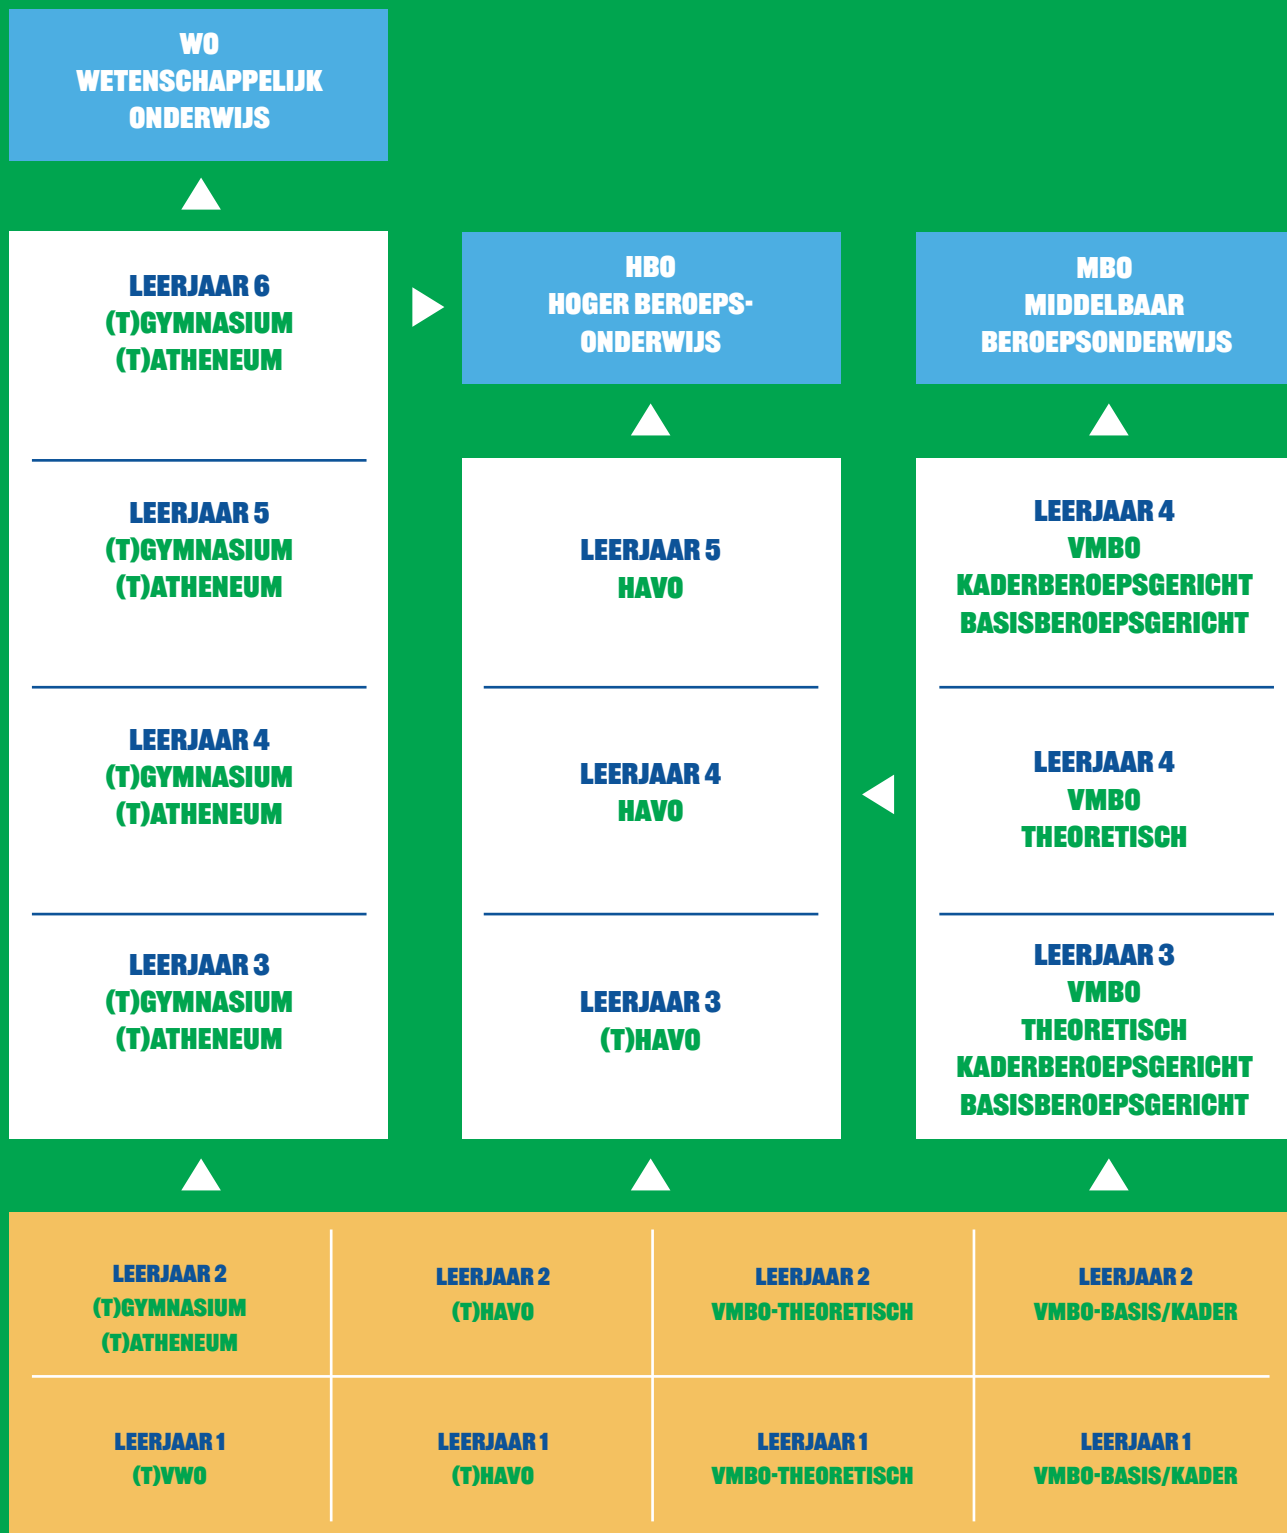 WO
WETENSCHAPPELIJK
ONDERWIJS
LEERJAAR 6
(T)GYMNASIUM
(T)ATHENEUM
LEERJAAR 5
(T)GYMNASIUM
(T)ATHENEUM
LEERJAAR 4
(T)GYMNASIUM
(T)ATHENEUM
LEERJAAR 3
(T)GYMNASIUM
(T)ATHENEUM
HBO
HOGER BEROEPS-
ONDERWIJS
LEERJAAR 5
HAVO
LEERJAAR 4
HAVO
LEERJAAR 3
(T)HAVO
MBO
MIDDELBAAR
BEROEPSONDERWIJS
LEERJAAR 4
VMBO
KADERBEROEPSGERICHT
BASISBEROEPSGERICHT
LEERJAAR 4
VMBO
THEORETISCH
LEERJAAR 3
VMBO
THEORETISCH
KADERBEROEPSGERICHT
BASISBEROEPSGERICHT
LEERJAAR 2
(T)GYMNASIUM
(T)ATHENEUM
LEERJAAR 2
(T)HAVO
LEERJAAR 2
VMBO-THEORETISCH
LEERJAAR 2
VMBO-BASIS/KADER
LEERJAAR 1
(T)VWO
LEERJAAR 1
(T)HAVO
LEERJAAR 1
VMBO-THEORETISCH
LEERJAAR 1
VMBO-BASIS/KADER